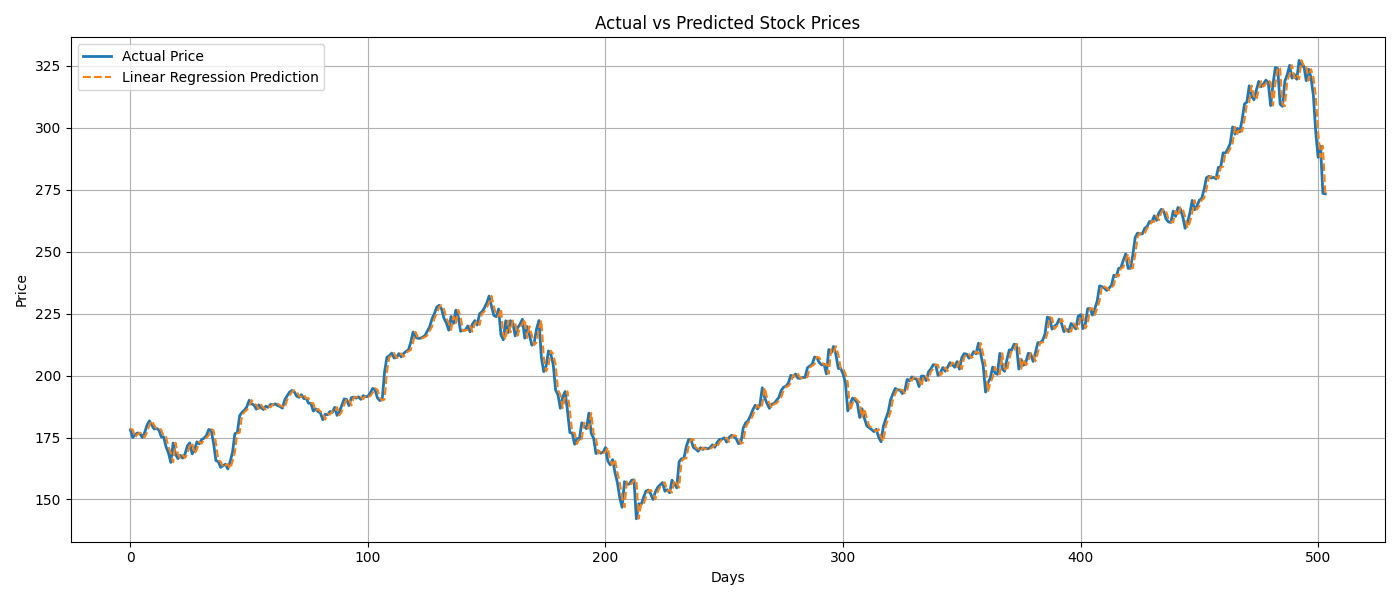 Actual vs Predicted Stock Prices
Actual Price
Linear Regression Prediction
325
300
275
250
225
200
175
150
Price
0 100 200 300 400 500
Days